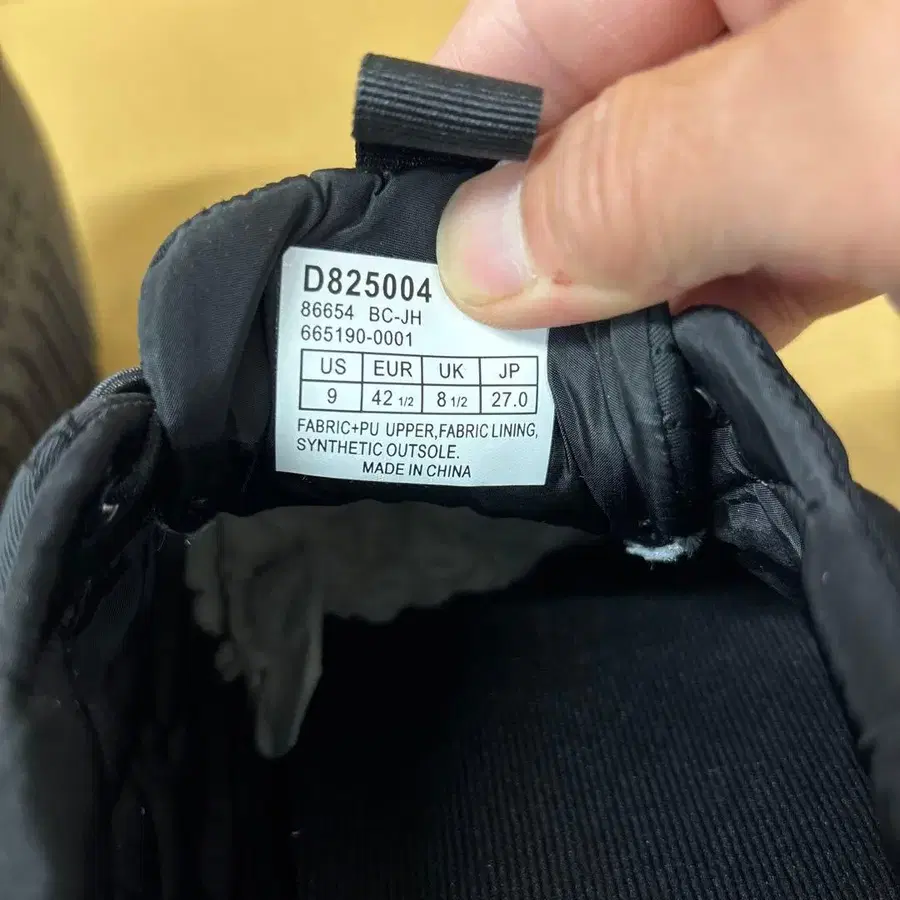 D825004
86654 BC-JH
665190-0001
US EUR UK JP
9 42 1/2 8 1/2 27.0
FABRIC+PU UPPER,FABRIC LINING,
SYNTHETIC OUTSOLE.
MADE IN CHINA